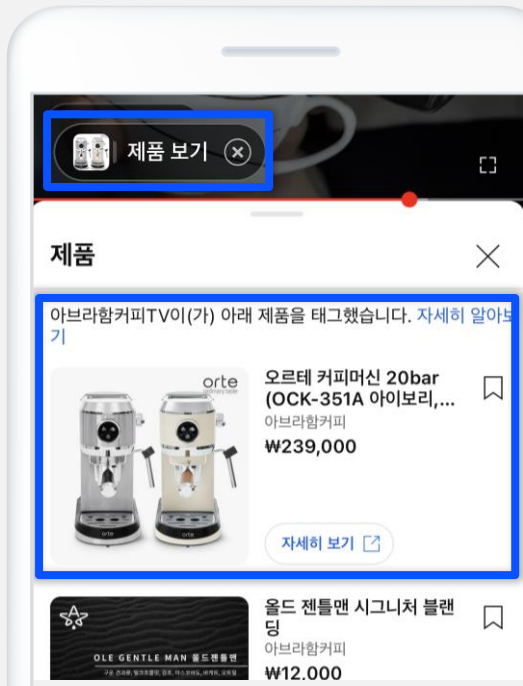 제품 보기
제품
아브라함커피TV이(가) 아래 제품을 태그했습니다. 자세히 알아보
기
orte
오르테 커피머신 20bar
(OCK-351A 아이보리,...
아브라함커피
₩239,000
orte
orte
자세히 보기
올드 젠틀맨 시그니처 블랜
딩
아브라함커피
₩12,000
OLE GENTLE MAN 올드젠틀맨